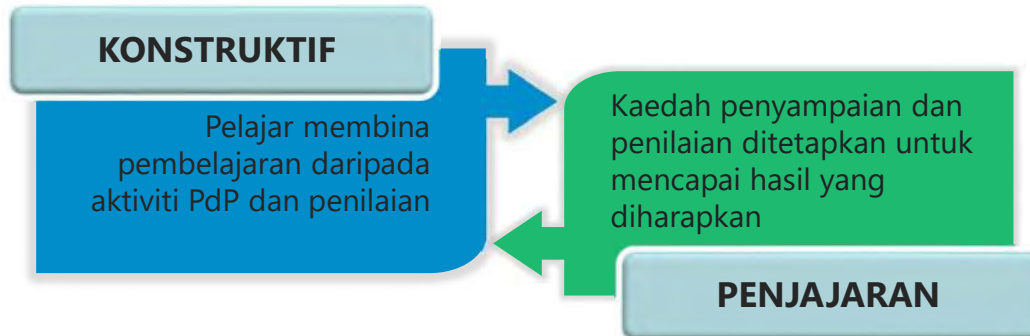 KONSTRUKTIF
Pelajar membina
pembelajaran daripada
aktiviti PdP dan penilaian
Kaedah penyampaian dan
penilaian ditetapkan untuk
mencapai hasil yang
diharapkan
PENJAJARAN